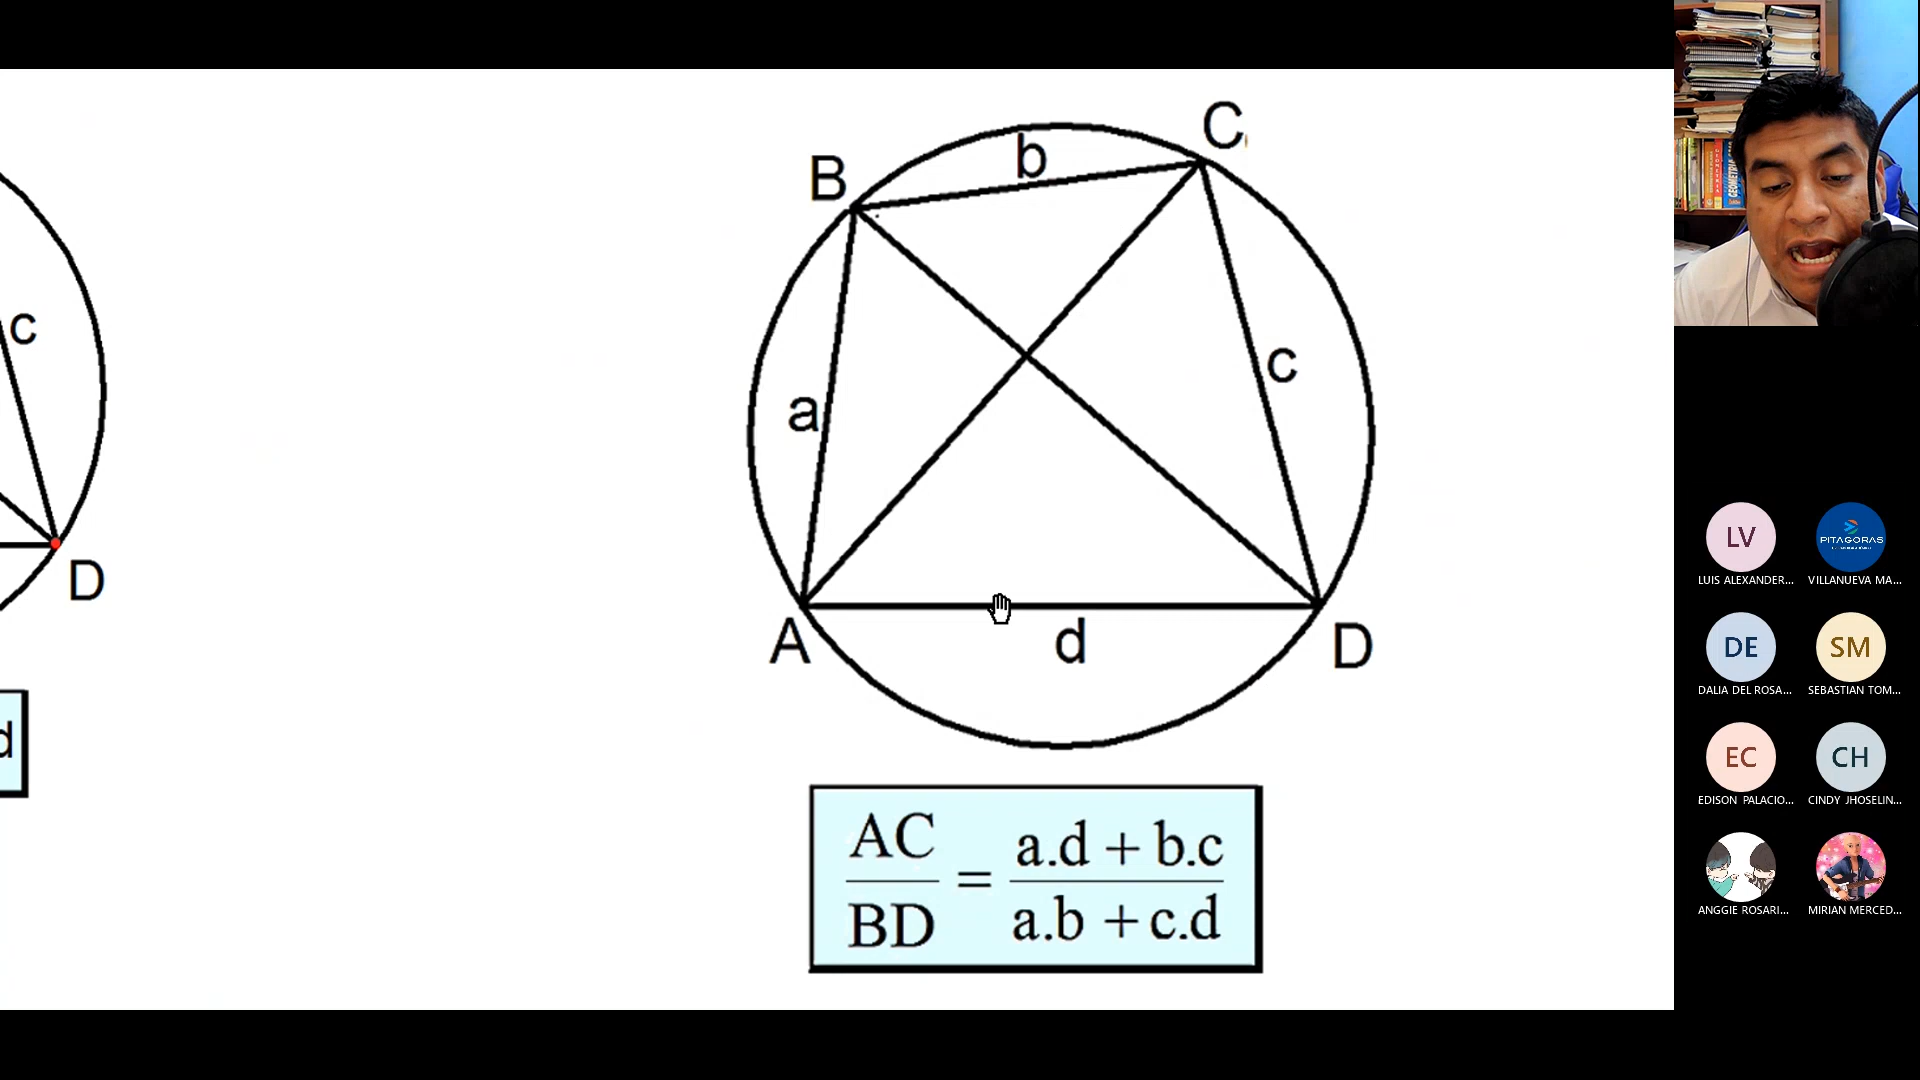 B
b
C
c
a
c
D
A
d
D
d
AC
BD
=
a.d + b.c
a.b + c.d
LV
PITAGORAS
LUIS ALEXANDER...
VILLANUEVA MA...
DE
SM
DALIA DEL ROSA...
SEBASTIAN TOM...
EC
CH
EDISON PALACIO...
CINDY JHOSELIN...
ANGGIE ROSARI...
MIRIAN MERCED...